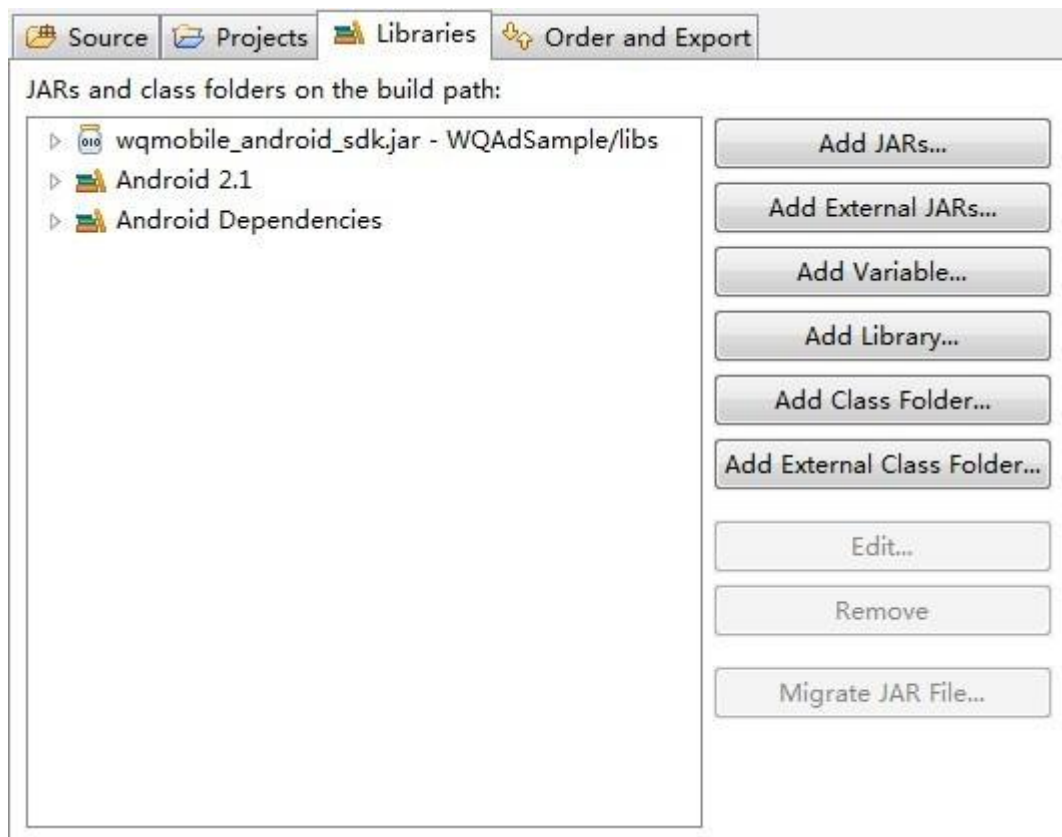 Source Projects Libraries Order and Export
JARs and class folders on the build path:
wqmobile_android_sdk.jar - WQAdSample/libs
Android 2.1
Android Dependencies
Add JARs...
Add External JARs...
Add Variable...
Add Library...
Add Class Folder...
Add External Class Folder...
Edit...
Remove
Migrate JAR File...